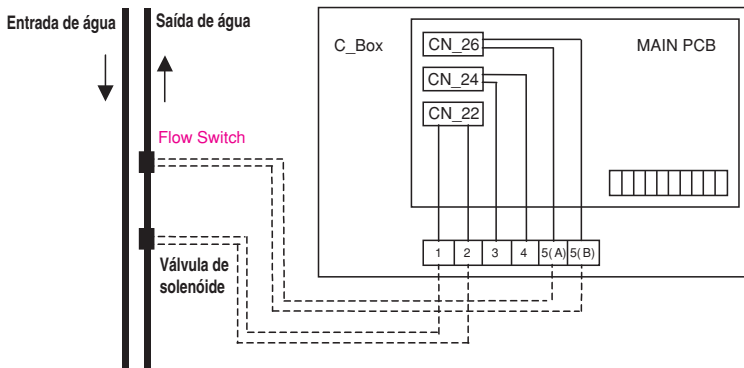 Entrada de água
Saída de água
C_Box
CN_26
MAIN PCB
CN_24
CN_22
Flow Switch
1 2 3 4 5(A) 5(B)
Válvula de
solenóide